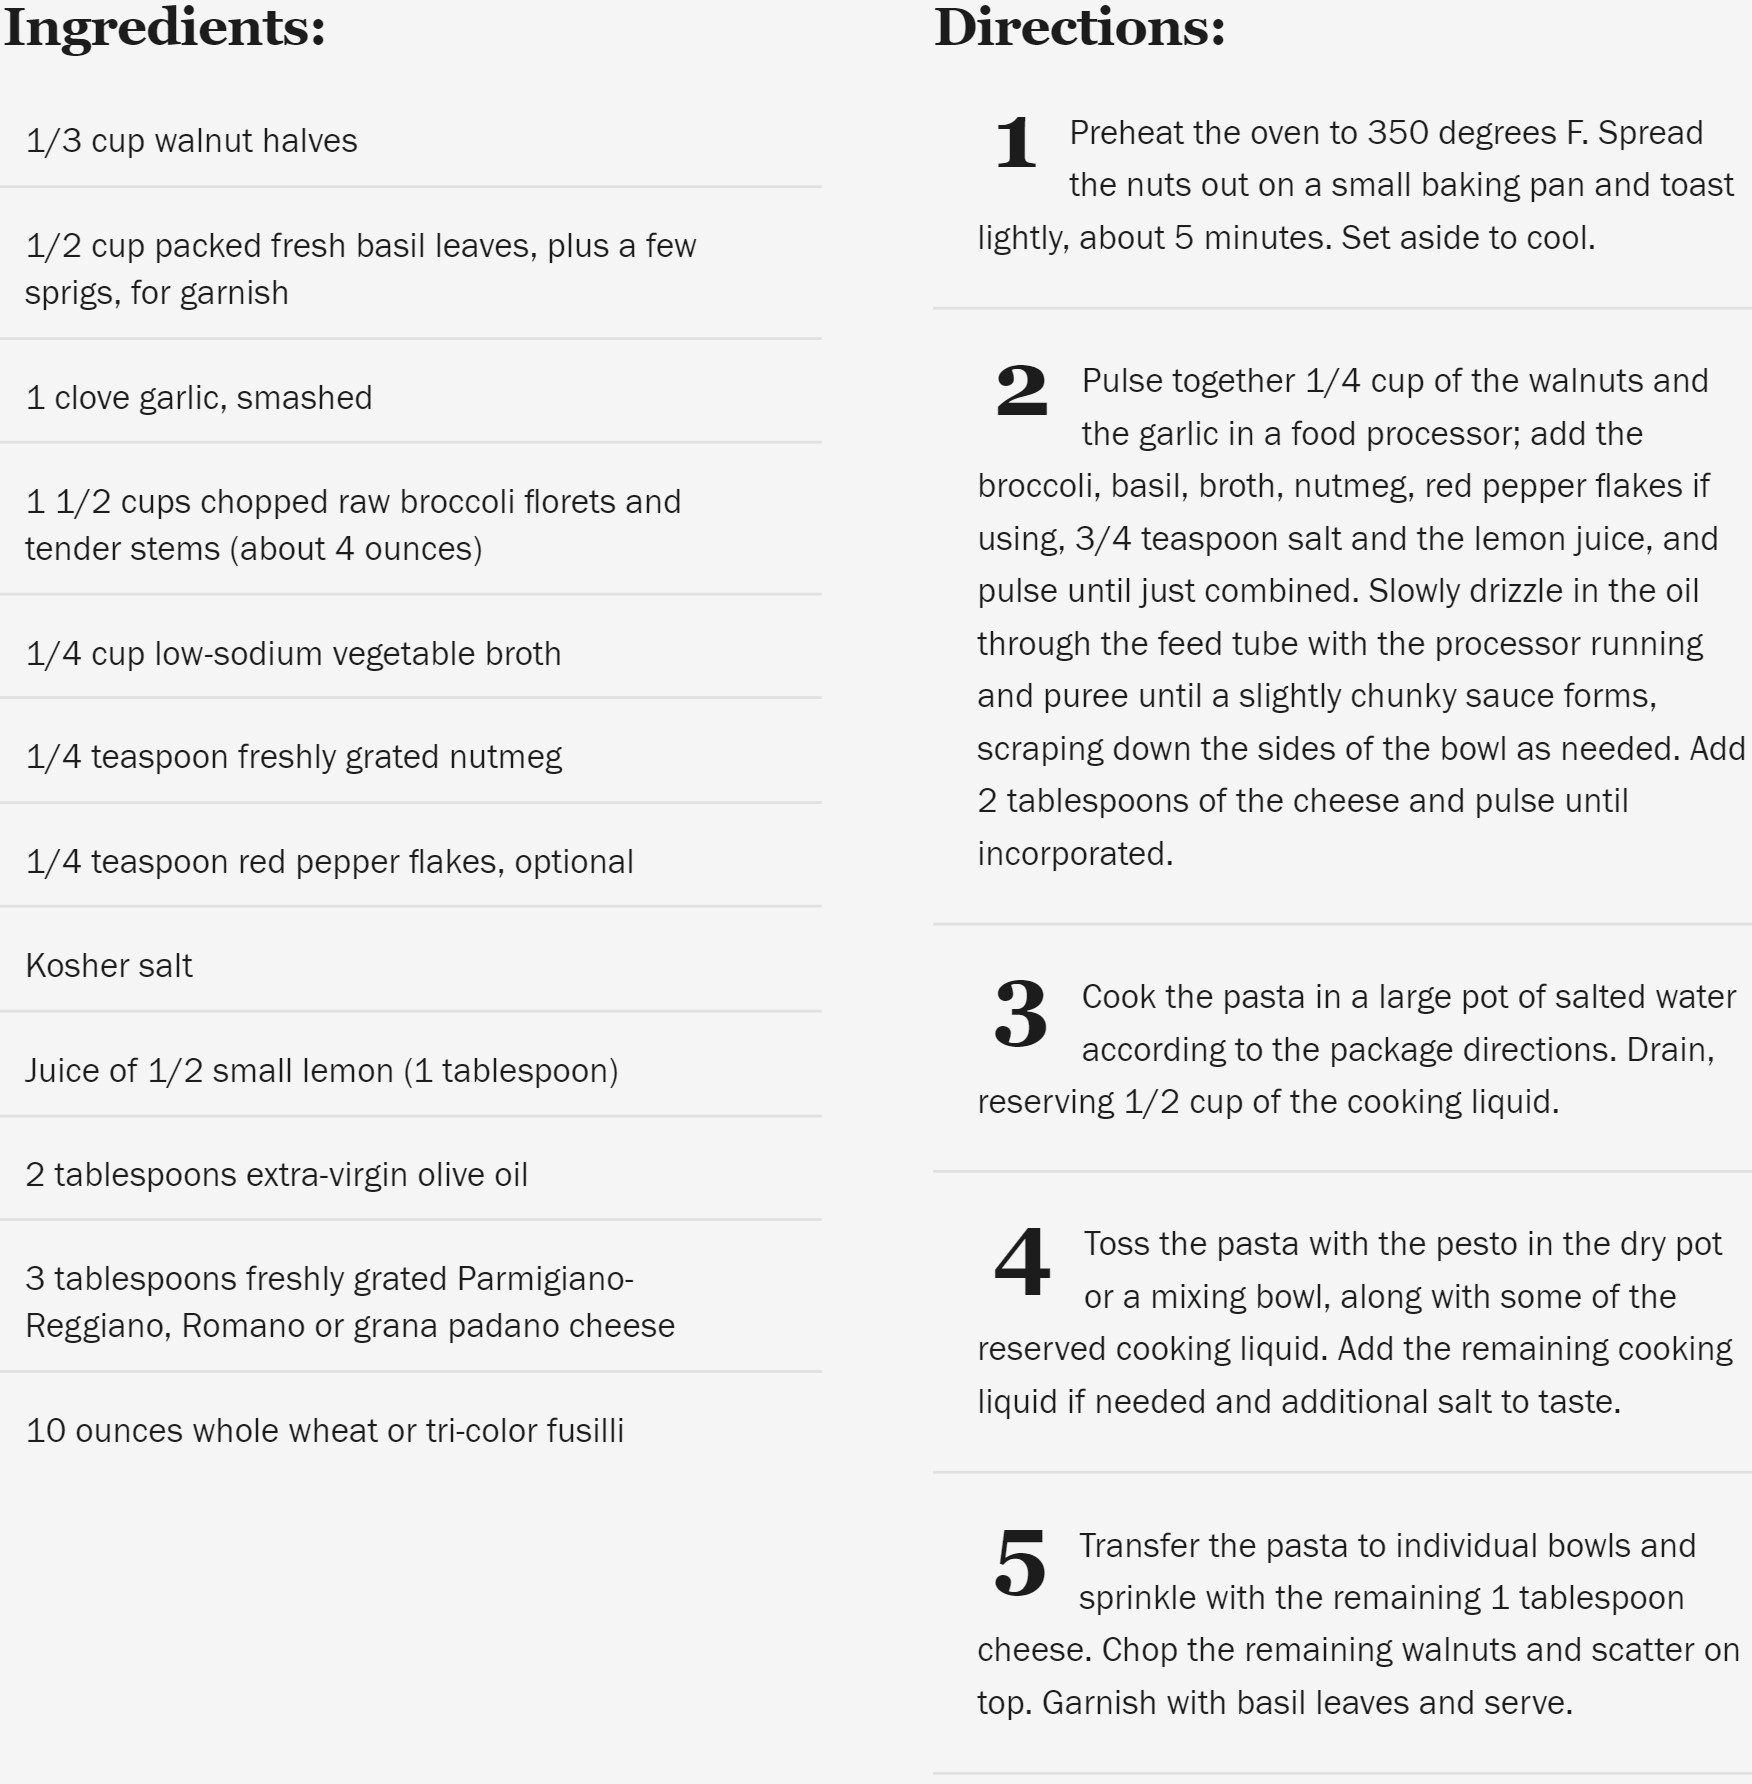 Ingredients:
1/3 cup walnut halves
1/2 cup packed fresh basil leaves, plus a few
sprigs, for garnish
1 clove garlic, smashed
1 1/2 cups chopped raw broccoli florets and
tender stems (about 4 ounces)
1/4 cup low-sodium vegetable broth
1/4 teaspoon freshly grated nutmeg
1/4 teaspoon red pepper flakes, optional
Kosher salt
Juice of 1/2 small lemon (1 tablespoon)
2 tablespoons extra-virgin olive oil
3 tablespoons freshly grated Parmigiano-
Reggiano, Romano or grana padano cheese
10 ounces whole wheat or tri-color fusilli
Directions:
1 Preheat the oven to 350 degrees F. Spread
the nuts out on a small baking pan and toast
lightly, about 5 minutes. Set aside to cool.
2 Pulse together 1/4 cup of the walnuts and
the garlic in a food processor; add the
broccoli, basil, broth, nutmeg, red pepper flakes if
using, 3/4 teaspoon salt and the lemon juice, and
pulse until just combined. Slowly drizzle in the oil
through the feed tube with the processor running
and puree until a slightly chunky sauce forms,
scraping down the sides of the bowl as needed. Add
2 tablespoons of the cheese and pulse until
incorporated.
3 Cook the pasta in a large pot of salted water
according to the package directions. Drain,
reserving 1/2 cup of the cooking liquid.
4 Toss the pasta with the pesto in the dry pot
or a mixing bowl, along with some of the
reserved cooking liquid. Add the remaining cooking
liquid if needed and additional salt to taste.
5 Transfer the pasta to individual bowls and
sprinkle with the remaining 1 tablespoon
cheese. Chop the remaining walnuts and scatter on
top. Garnish with basil leaves and serve.